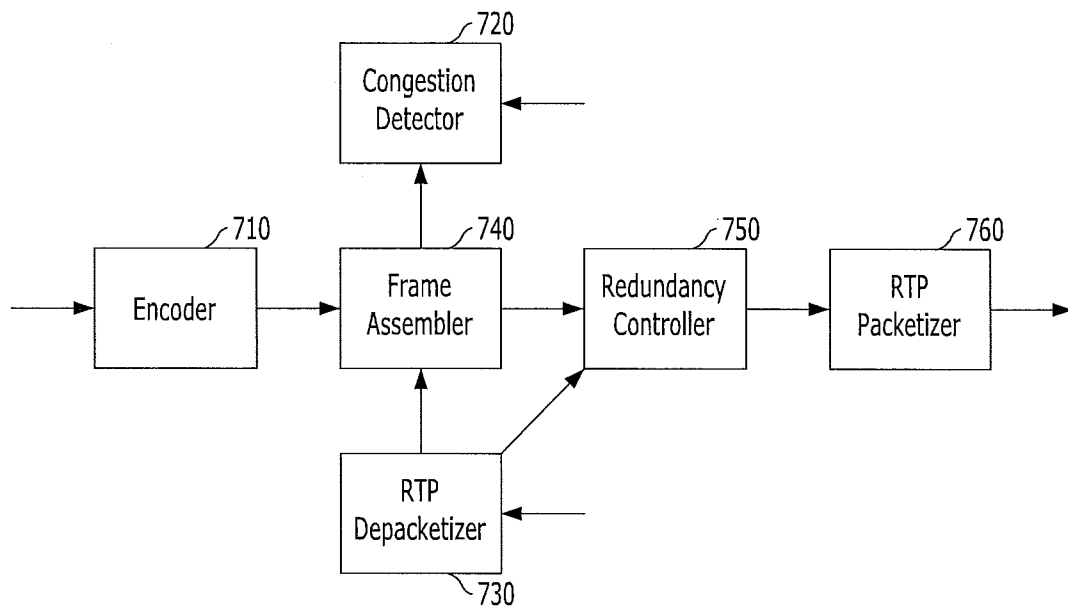 720
Congestion
Detector
710
Encoder
740
Frame
Assembler
750
Redundancy
Controller
760
RTP
Packetizer
RTP
Depacketizer
730